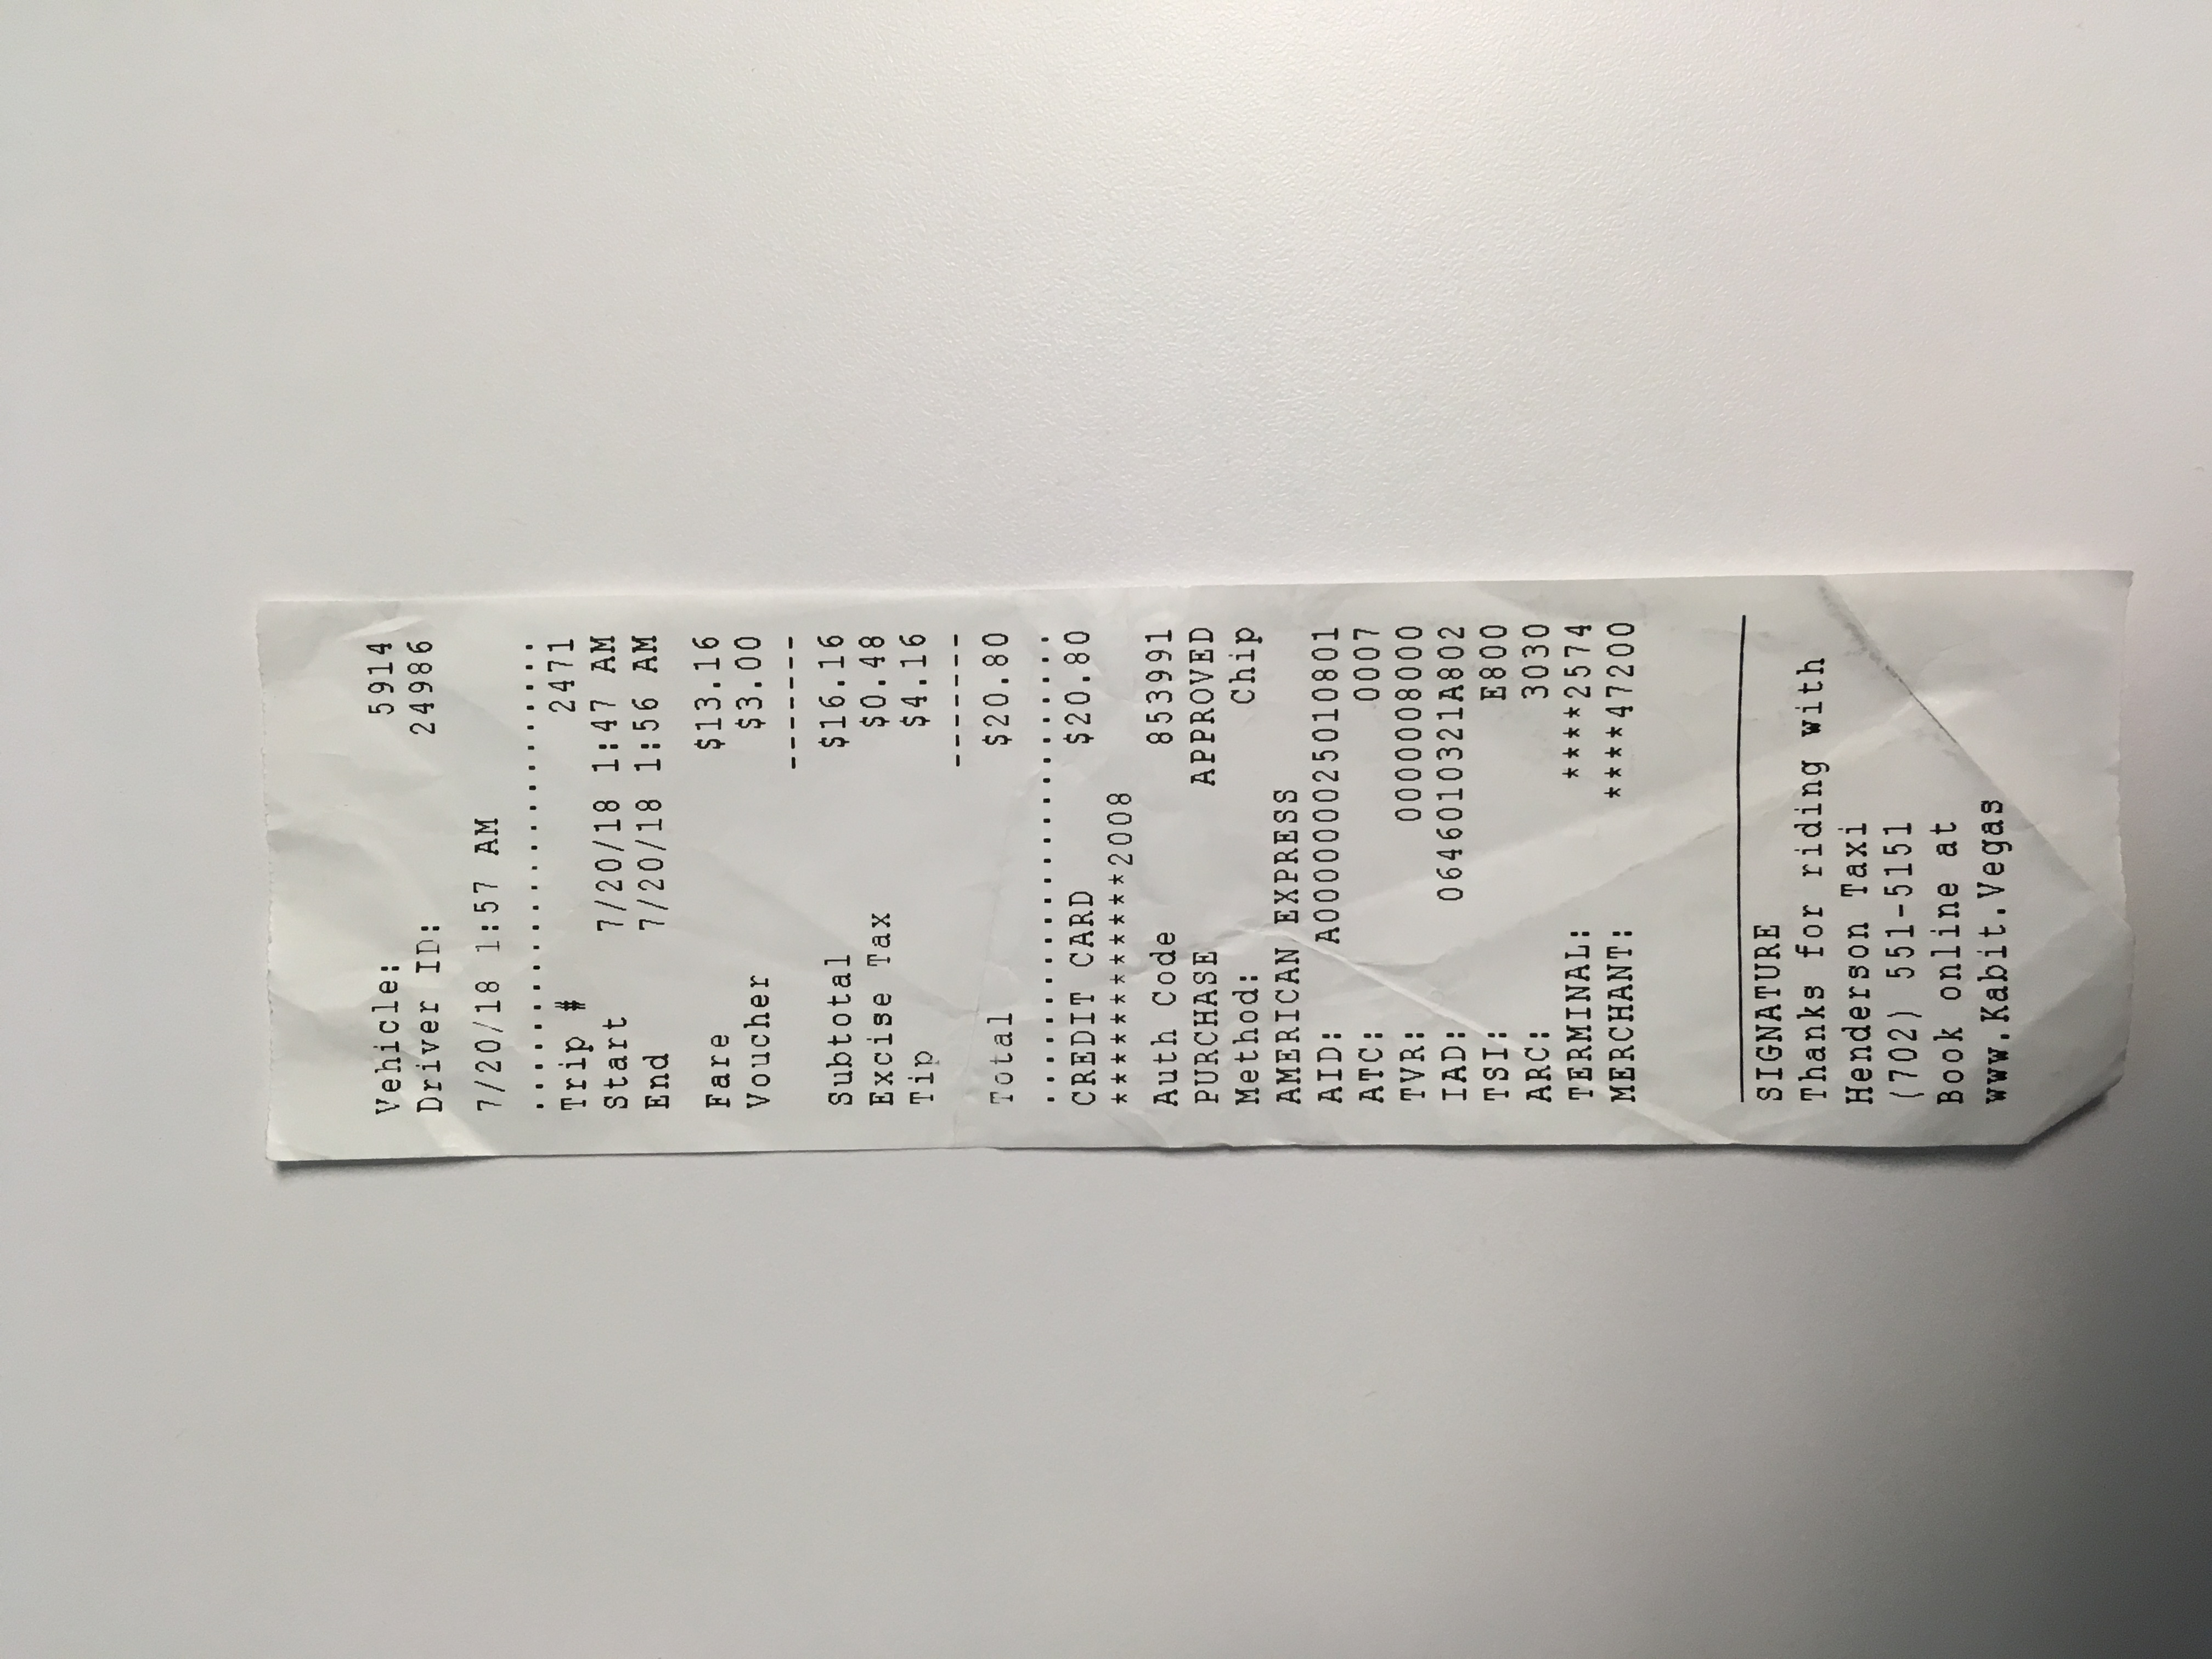 Vehicle: 5914
Driver ID: 24986
7/20/18 1:57 AM
........................
Trip # 2471
Start 7/20/18 1:47 AM
End 7/20/18 1:56 AM
Fare $13.16
Voucher $3.00
-------
Subtotal $16.16
Excise Tax $0.48
Tip $4.16
-------
Total $20.80
........................
CREDIT CARD $20.80
************2008
Auth Code 853991
PURCHASE APPROVED
Method: Chip
AMERICAN EXPRESS
AID: A000000025010801
ATC: 0007
TVR: 0000008000
IAD: 0646010321A802
TSI: E800
ARC: 3030
TERMINAL: ****2574
MERCHANT: ****47200
SIGNATURE
Thanks for riding with
Henderson Taxi
(702) 551-5151
Book online at
www.Kabit.Vegas